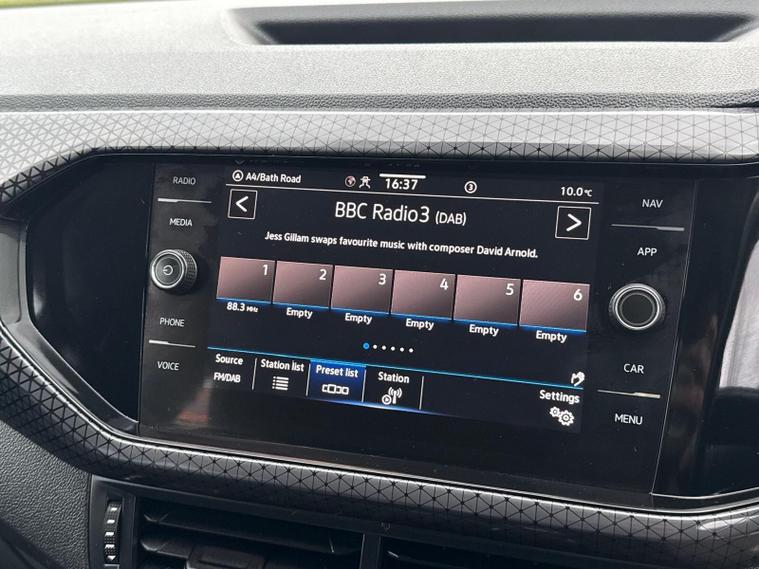 RADIO
MEDIA
PHONE
VOICE
A4/Bath Road
16:37
3
10.0°C
BBC Radio3 (DAB)
Jess Gillam swaps favourite music with composer David Arnold.
1
2
3
4
5
6
88.3 MHz
Empty
Empty
Empty
Empty
Empty
Source
FM/DAB
Station list
Preset list
Station
Settings
NAV
APP
CAR
MENU